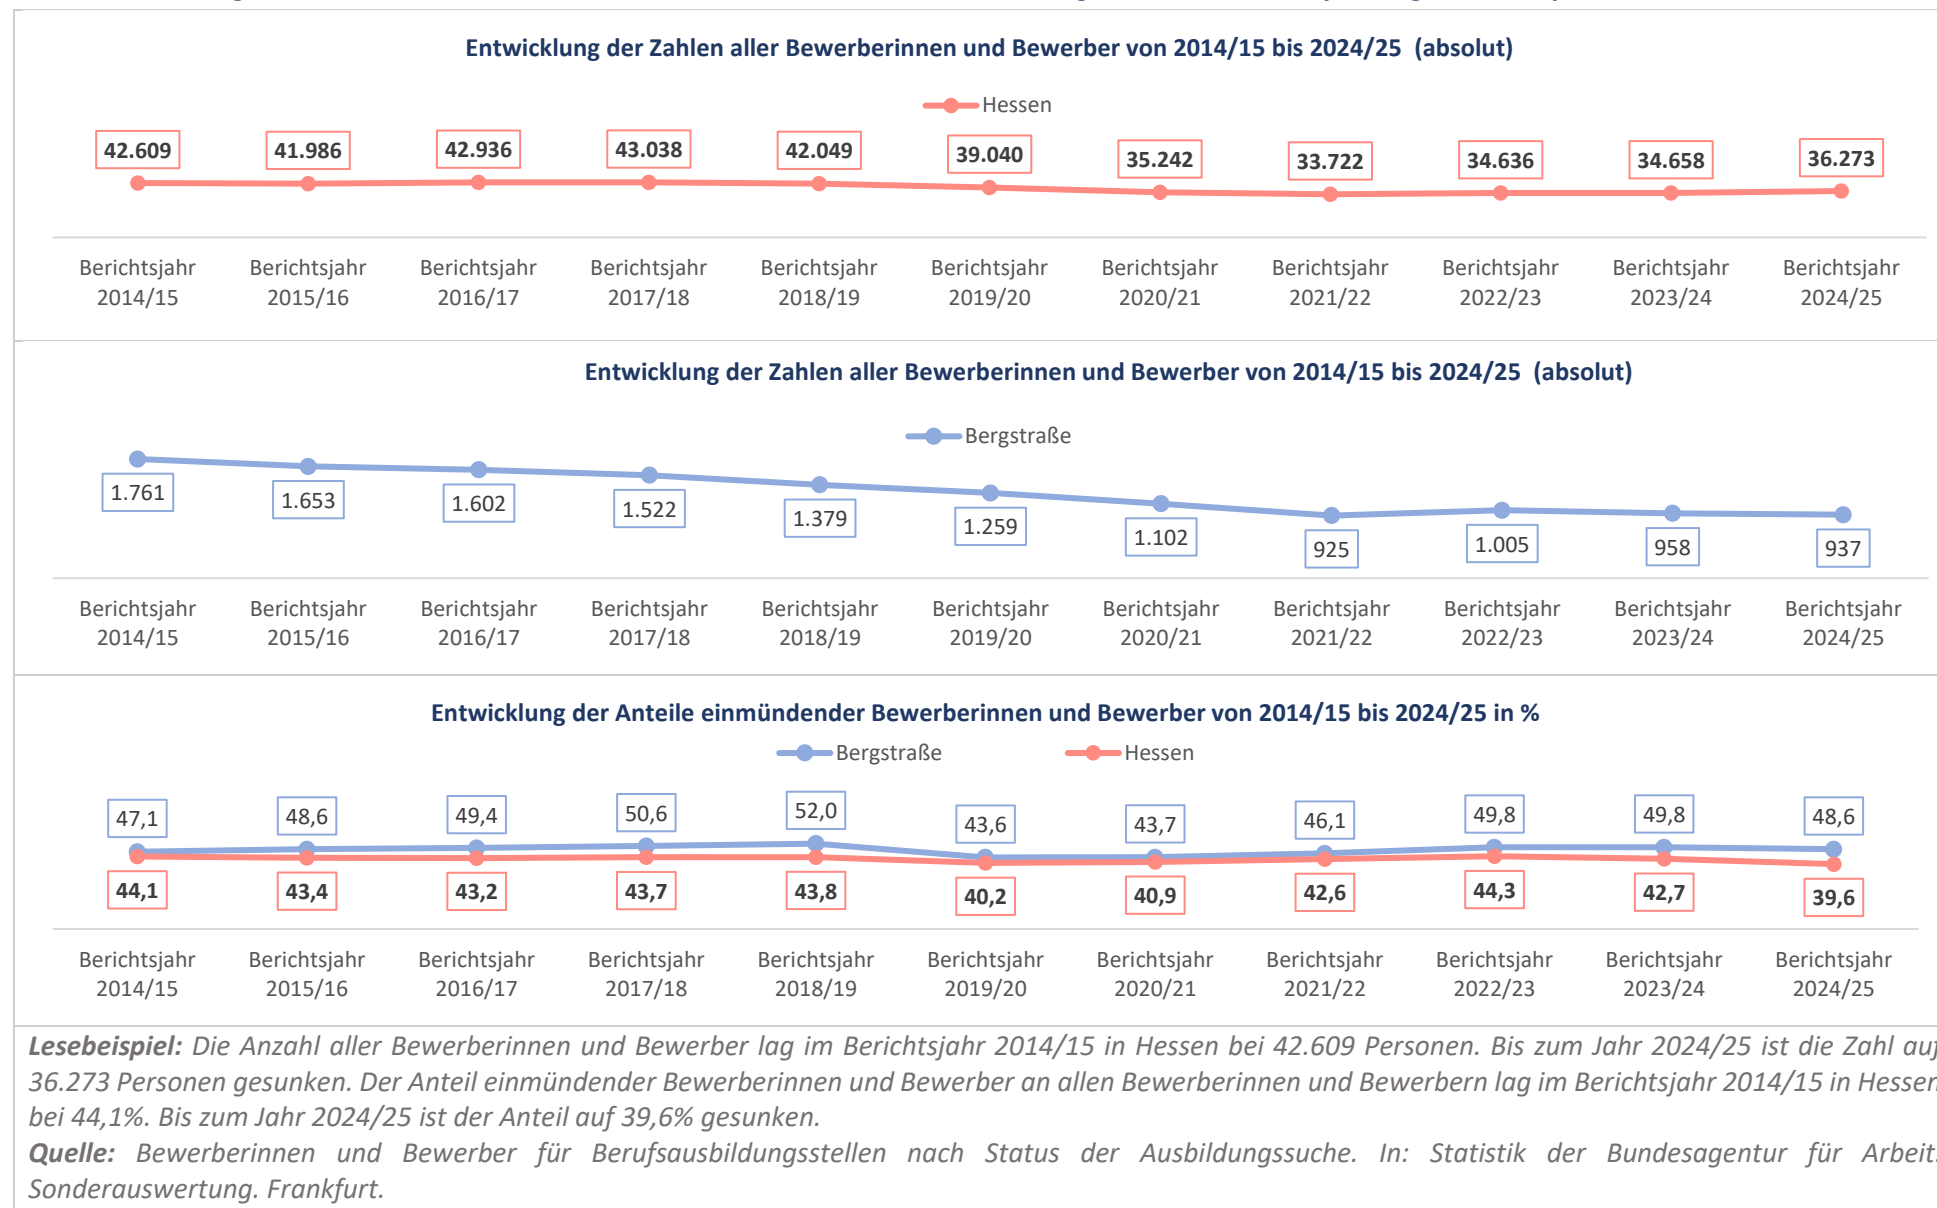 Entwicklung der Zahlen aller Bewerberinnen und Bewerber von 2014/15 bis 2024/25 (absolut)
Hessen
42.609 41.986 42.936 43.038 42.049 39.040 35.242 33.722 34.636 34.658 36.273
Berichtsjahr Berichtsjahr Berichtsjahr Berichtsjahr Berichtsjahr Berichtsjahr Berichtsjahr Berichtsjahr Berichtsjahr Berichtsjahr Berichtsjahr
2014/15 2015/16 2016/17 2017/18 2018/19 2019/20 2020/21 2021/22 2022/23 2023/24 2024/25
Entwicklung der Zahlen aller Bewerberinnen und Bewerber von 2014/15 bis 2024/25 (absolut)
Bergstraße
1.761 1.653 1.602 1.522 1.379 1.259 1.102 925 1.005 958 937
Berichtsjahr Berichtsjahr Berichtsjahr Berichtsjahr Berichtsjahr Berichtsjahr Berichtsjahr Berichtsjahr Berichtsjahr Berichtsjahr Berichtsjahr
2014/15 2015/16 2016/17 2017/18 2018/19 2019/20 2020/21 2021/22 2022/23 2023/24 2024/25
Entwicklung der Anteile einmündender Bewerberinnen und Bewerber von 2014/15 bis 2024/25 in %
Bergstraße Hessen
47,1 48,6 49,4 50,6 52,0 43,6 43,7 46,1 49,8 49,8 48,6
44,1 43,4 43,2 43,7 43,8 40,2 40,9 42,6 44,3 42,7 39,6
Berichtsjahr Berichtsjahr Berichtsjahr Berichtsjahr Berichtsjahr Berichtsjahr Berichtsjahr Berichtsjahr Berichtsjahr Berichtsjahr Berichtsjahr
2014/15 2015/16 2016/17 2017/18 2018/19 2019/20 2020/21 2021/22 2022/23 2023/24 2024/25
Lesebeispiel: Die Anzahl aller Bewerberinnen und Bewerber lag im Berichtsjahr 2014/15 in Hessen bei 42.609 Personen. Bis zum Jahr 2024/25 ist die Zahl auf
36.273 Personen gesunken. Der Anteil einmündender Bewerberinnen und Bewerber an allen Bewerberinnen und Bewerbern lag im Berichtsjahr 2014/15 in Hessen
bei 44,1%. Bis zum Jahr 2024/25 ist der Anteil auf 39,6% gesunken.
Quelle: Bewerberinnen und Bewerber für Berufsausbildungsstellen nach Status der Ausbildungssuche. In: Statistik der Bundesagentur für Arbeit.
Sonderauswertung. Frankfurt.